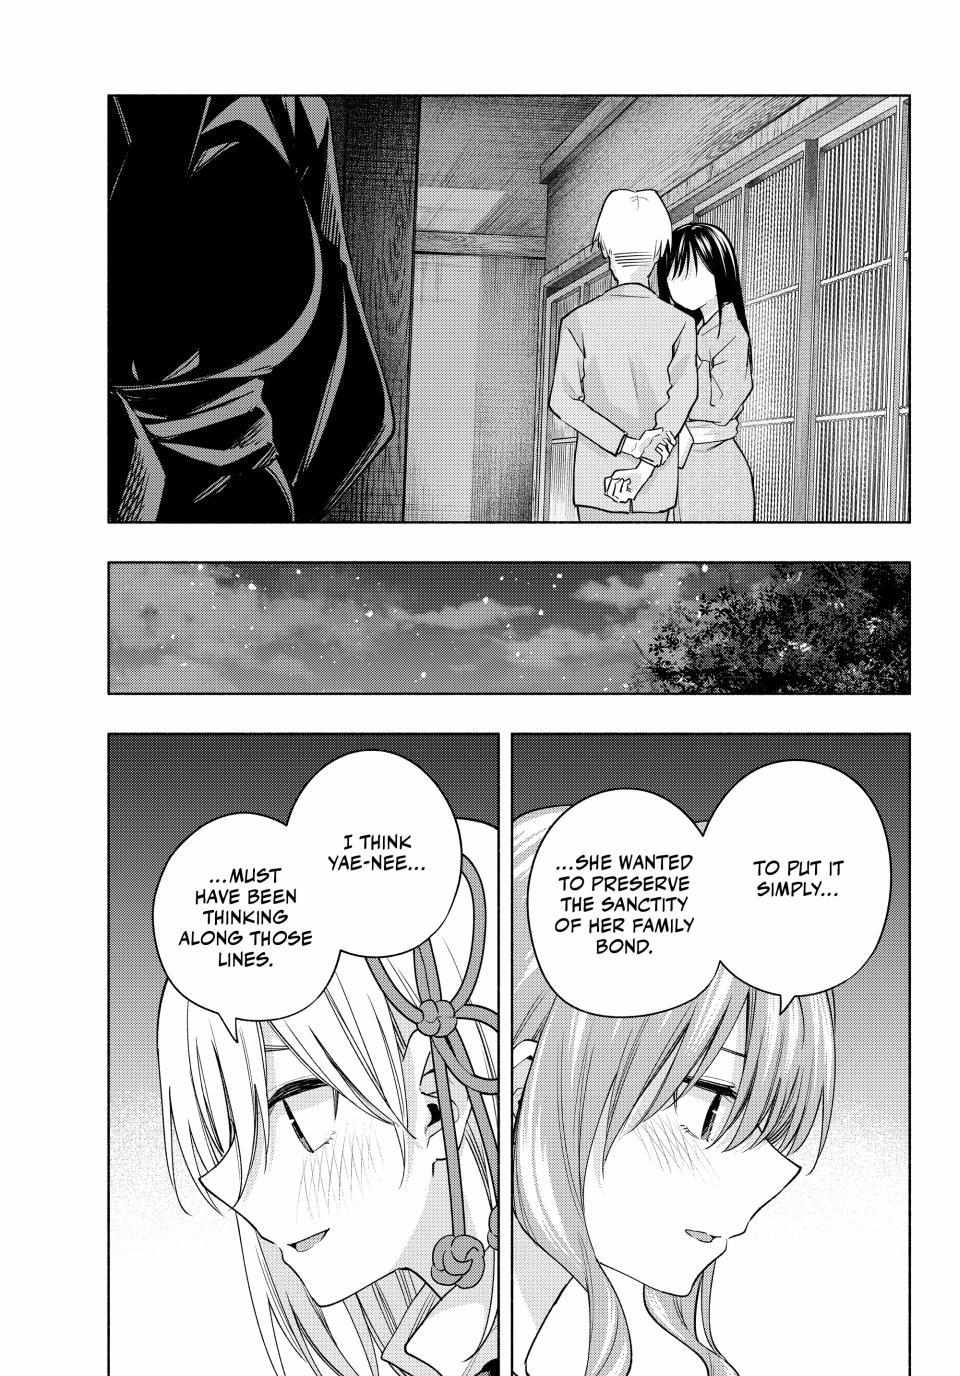 TO PUT IT
SIMPLY...
...SHE WANTED
TO PRESERVE
THE SANCTITY
OF HER FAMILY
BOND.
I THINK
YAE-NEE...
...MUST
HAVE BEEN
THINKING
ALONG THOSE
LINES.